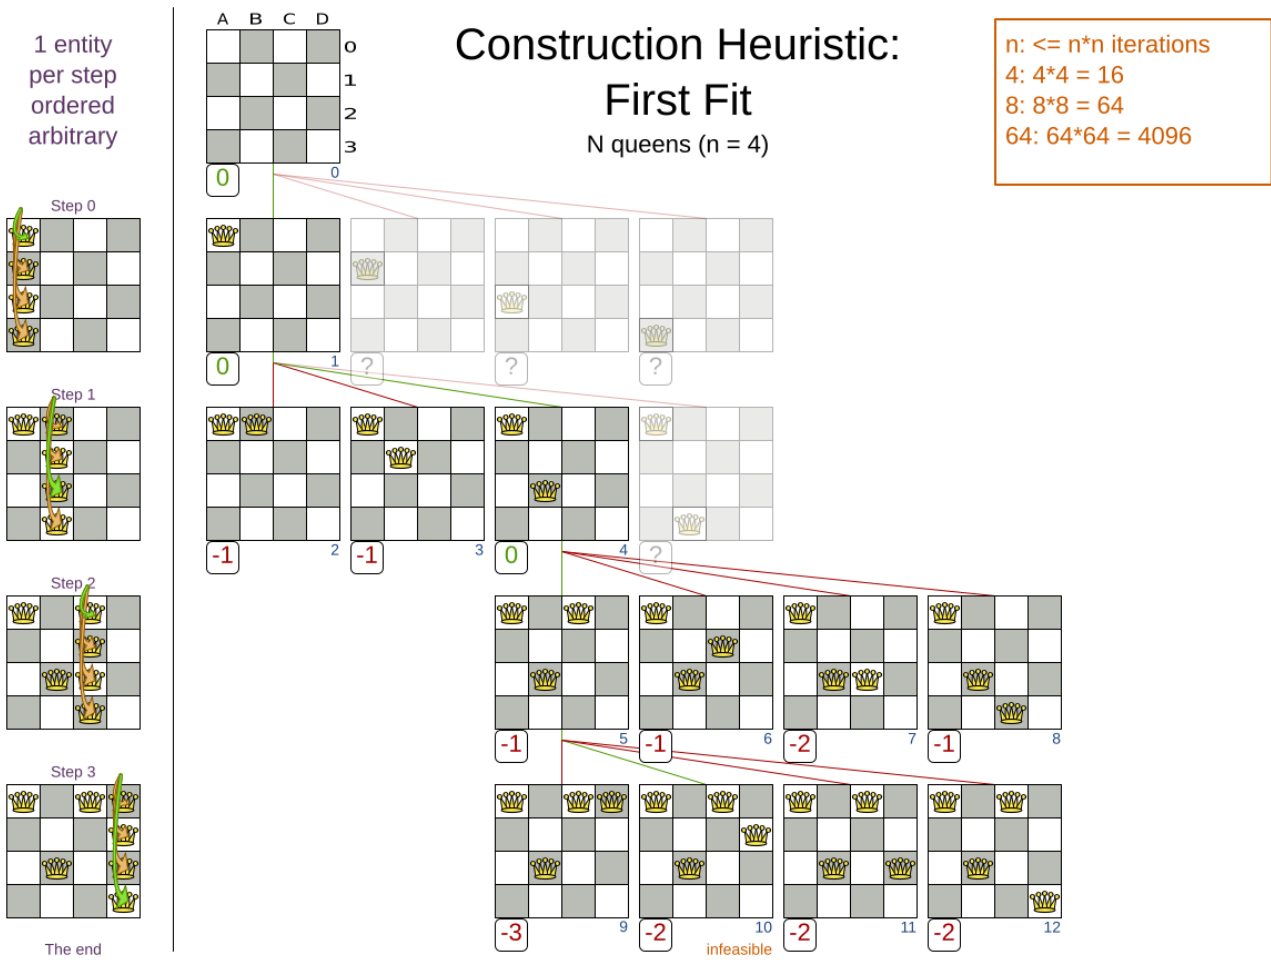 1 entity
per step
ordered
arbitrary
A B C D
0
1
2
3
0
0
Construction Heuristic:
First Fit
N queens (n = 4)
n: <= n*n iterations
4: 4*4 = 16
8: 8*8 = 64
64: 64*64 = 4096
Step 0
0
1
?
?
?
Step 1
-1
2
-1
3
0
4
?
Step 2
-1
5
-1
6
-2
7
-1
8
Step 3
-3
9
-2
10
-2
11
-2
12
The end
infeasible